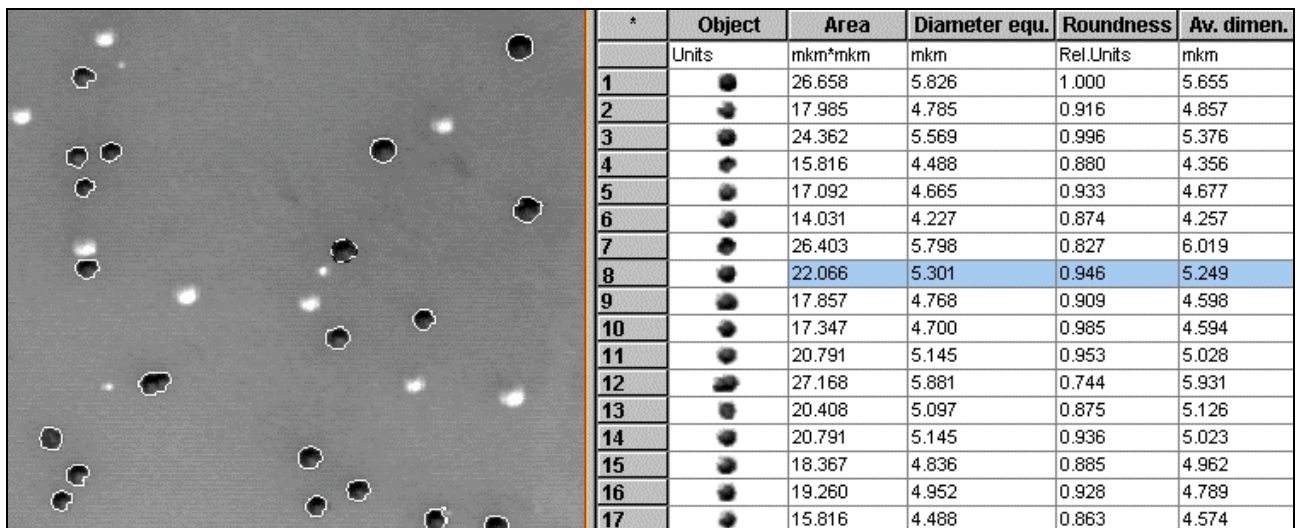 * Object Area Diameter equ. Roundness Av. dimen.
Units mkm*mkm mkm Rel.Units mkm
1 26.658 5.826 1.000 5.655
2 17.985 4.785 0.916 4.857
3 24.362 5.569 0.996 5.376
4 15.816 4.488 0.880 4.356
5 17.092 4.665 0.933 4.677
6 14.031 4.227 0.874 4.257
7 26.403 5.798 0.827 6.019
8 22.066 5.301 0.946 5.249
9 17.857 4.768 0.909 4.598
10 17.347 4.700 0.985 4.594
11 20.791 5.145 0.953 5.028
12 27.168 5.881 0.744 5.931
13 20.408 5.097 0.875 5.126
14 20.791 5.145 0.936 5.023
15 18.367 4.836 0.885 4.962
16 19.260 4.952 0.928 4.789
17 15.816 4.488 0.863 4.574